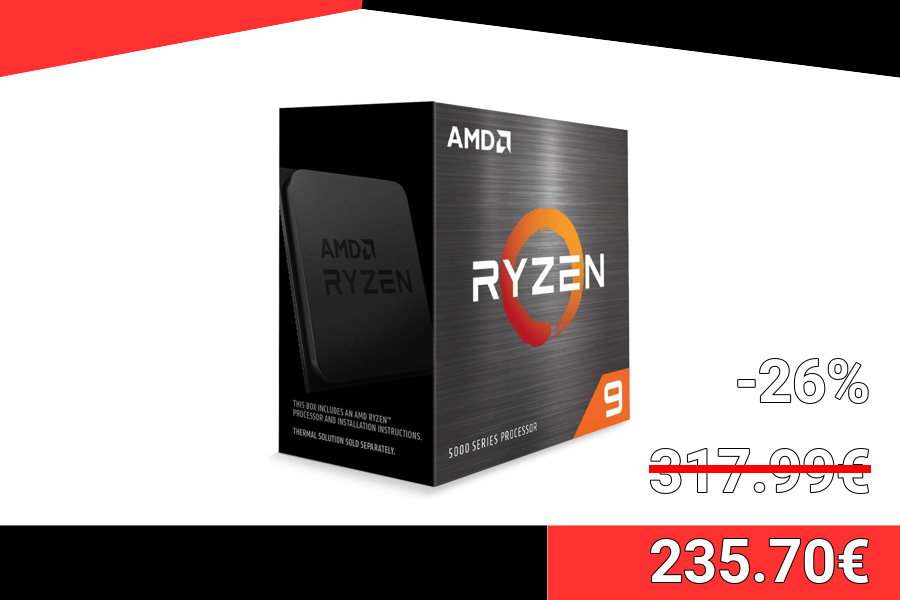 AMD
AMD
RYZEN
RYZEN
THIS BOX INCLUDES AN AMD RYZEN™
PROCESSOR AND INSTALLATION INSTRUCTIONS.
THERMAL SOLUTION SOLD SEPARATELY.
9
5000 SERIES PROCESSOR
-26%
317.99€
235.70€